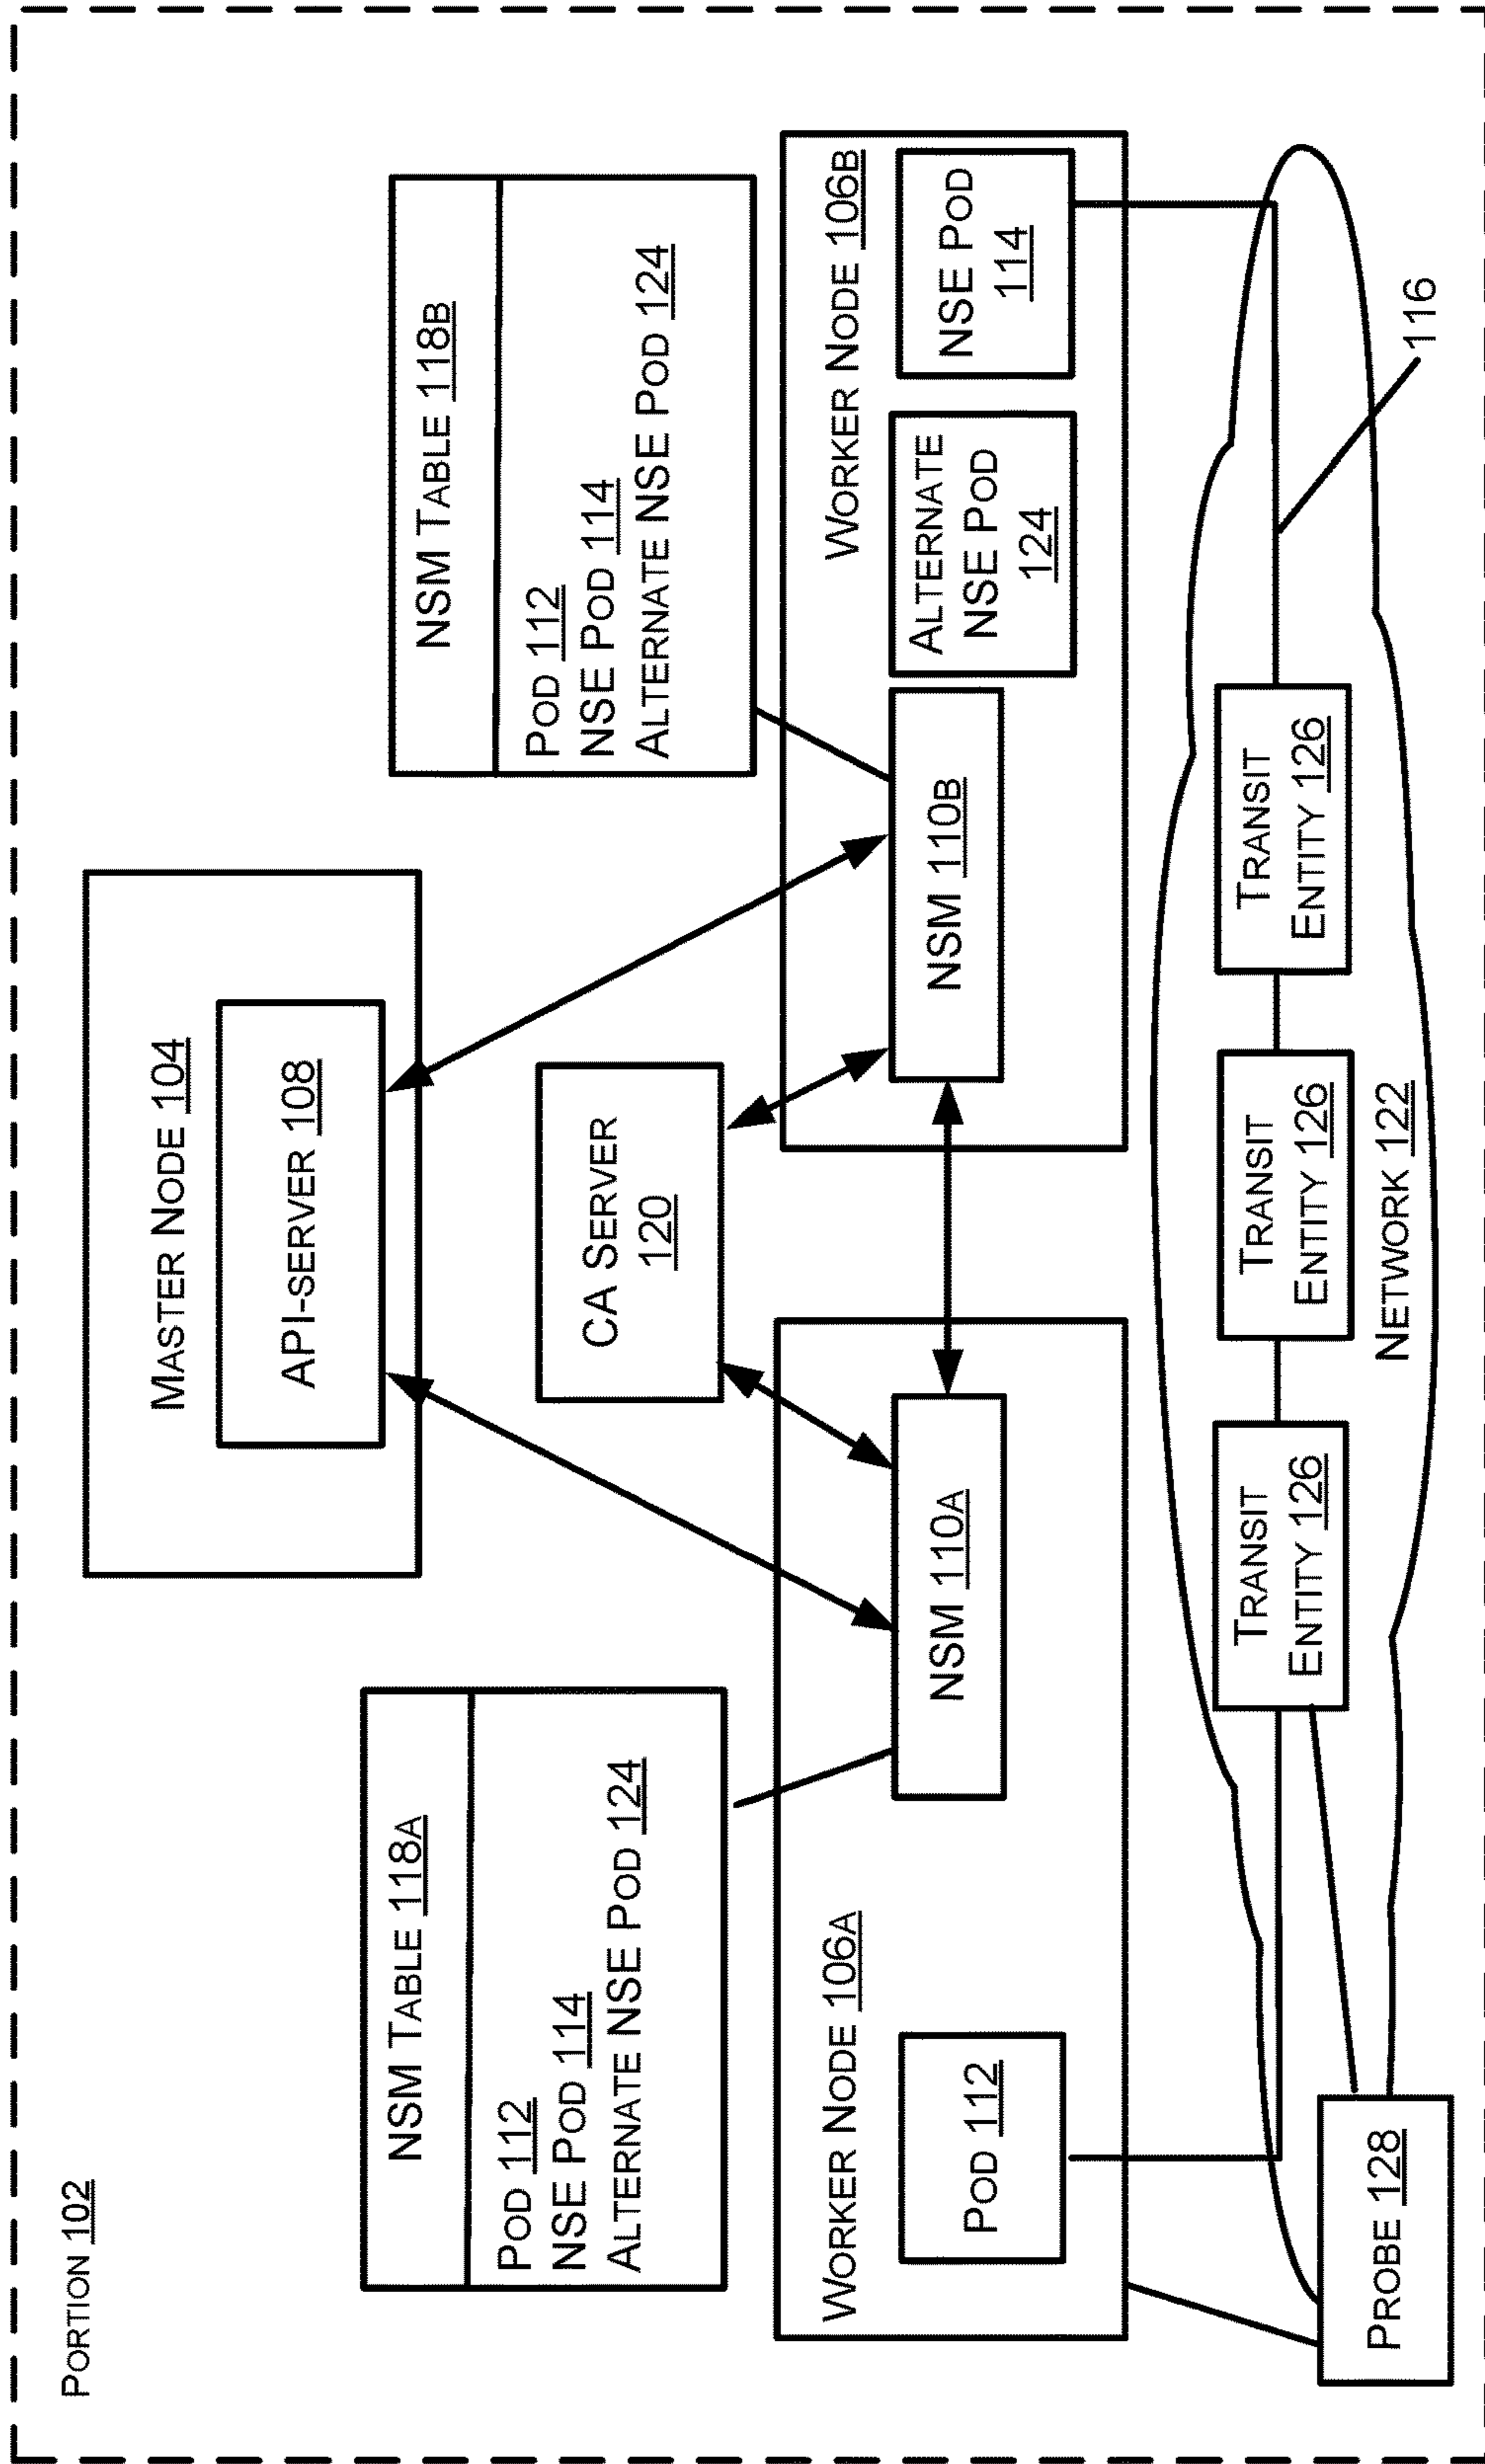 PORTION 102
MASTER NODE 104
API-SERVER 108
NSM TABLE 118A
POD 112
NSE POD 114
ALTERNATE NSE POD 124
CA SERVER
120
NSM TABLE 118B
POD 112
NSE POD 114
ALTERNATE NSE POD 124
WORKER NODE 106A
POD 112
NSM 110A
WORKER NODE 106B
NSM 110B
ALTERNATE
NSE POD
124
NSE POD
114
PROBE 128
TRANSIT
ENTITY 126
TRANSIT
ENTITY 126
TRANSIT
ENTITY 126
NETWORK 122
116